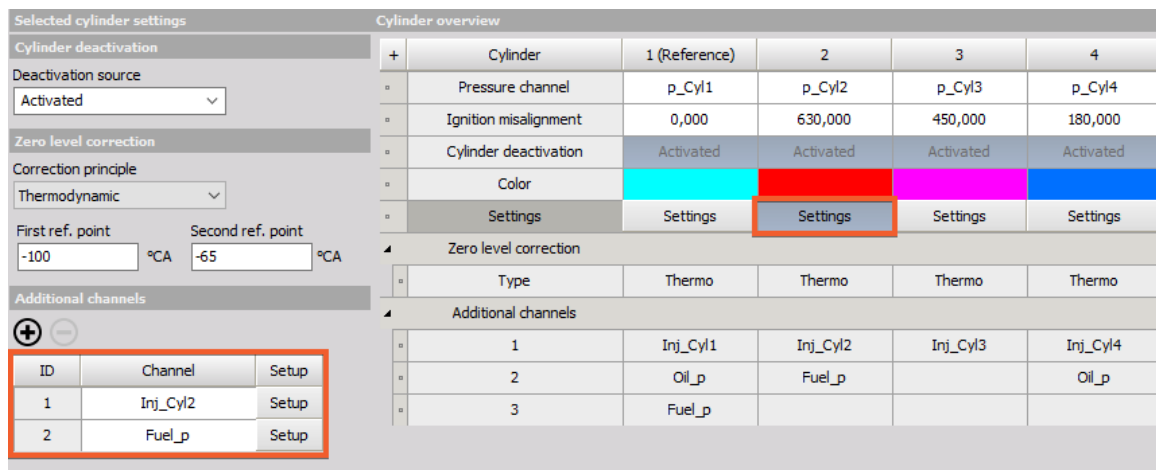 Selected cylinder settings
Cylinder deactivation
Deactivation source
Activated
Zero level correction
Correction principle
Thermodynamic
First ref. point Second ref. point
-100 °CA -65 °CA
Additional channels
ID Channel Setup
1 Inj_Cyl2 Setup
2 Fuel_p Setup
Cylinder overview
+ Cylinder 1 (Reference) 2 3 4
Pressure channel p_Cyl1 p_Cyl2 p_Cyl3 p_Cyl4
Ignition misalignment 0,000 630,000 450,000 180,000
Cylinder deactivation Activated Activated Activated Activated
Color
Settings Settings Settings Settings Settings
Zero level correction
Type Thermo Thermo Thermo Thermo
Additional channels
1 Inj_Cyl1 Inj_Cyl2 Inj_Cyl3 Inj_Cyl4
2 Oil_p Fuel_p Oil_p
3 Fuel_p